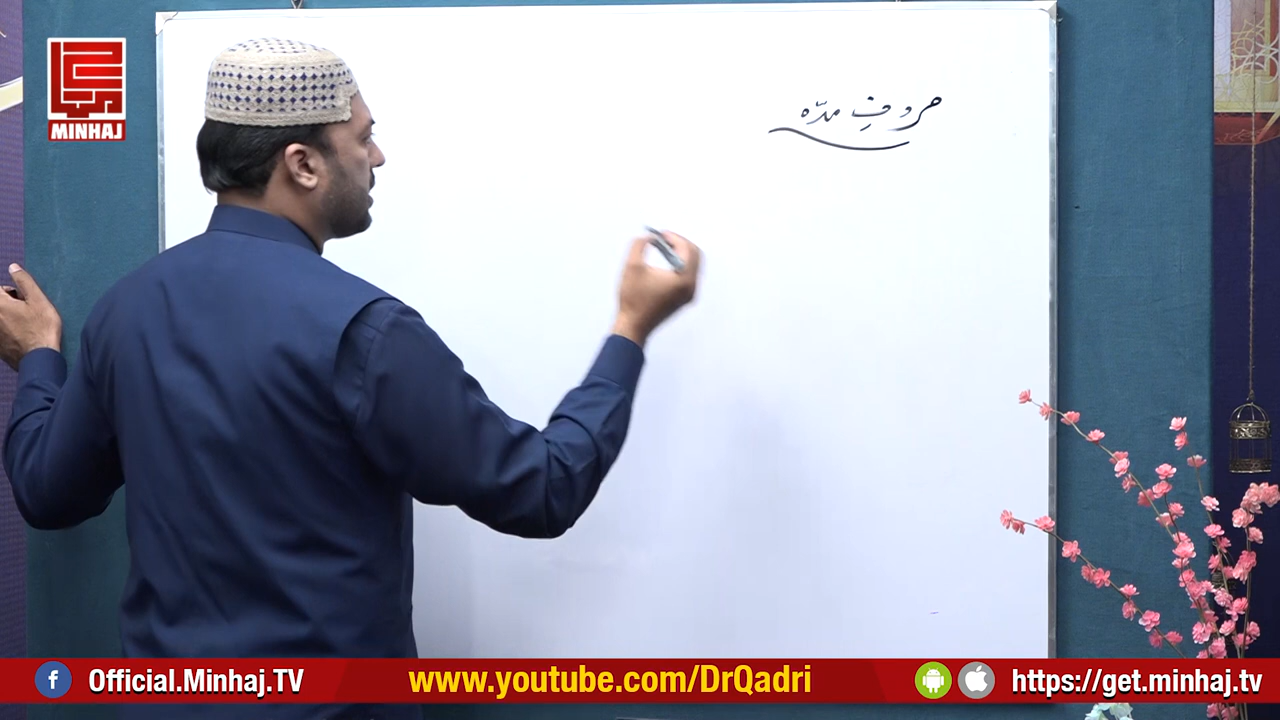 MINHAJ
حروفِ مدّہ
Official.Minhaj.TV
www.youtube.com/DrQadri
https://get.minhaj.tv